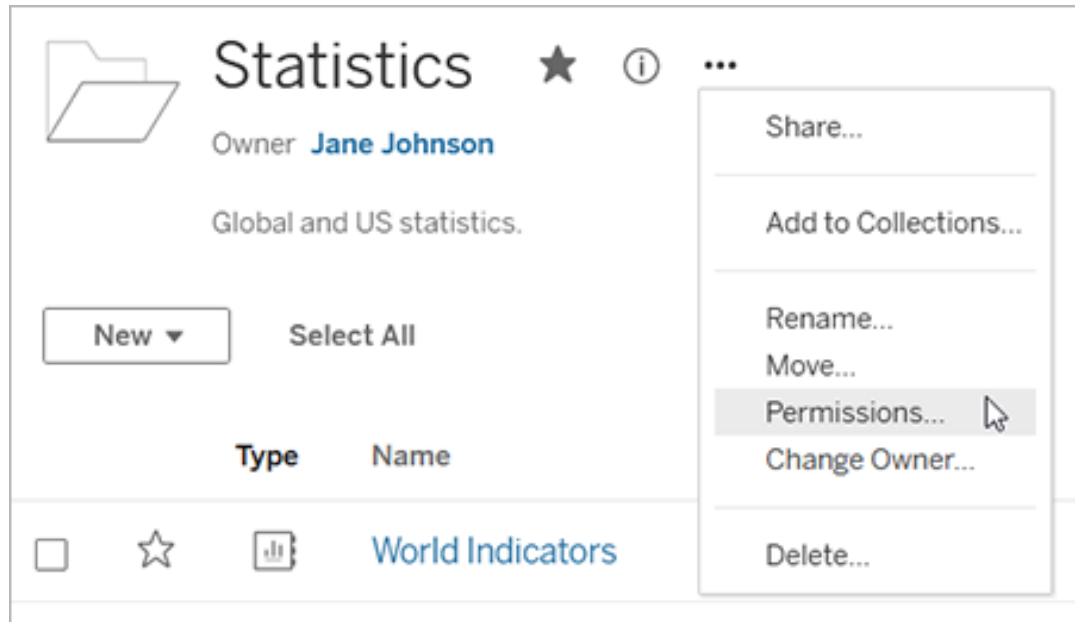 Statistics
Owner Jane Johnson
Global and US statistics.
New
Select All
Type Name
World Indicators
Share...
Add to Collections...
Rename...
Move...
Permissions...
Change Owner...
Delete...